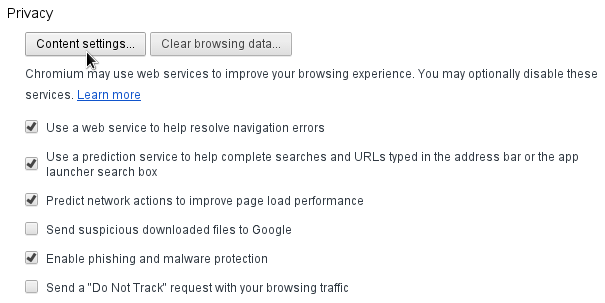 Privacy
Content settings... Clear browsing data...
Chromium may use web services to improve your browsing experience. You may optionally disable these
services. Learn more
Use a web service to help resolve navigation errors
Use a prediction service to help complete searches and URLs typed in the address bar or the app
launcher search box
Predict network actions to improve page load performance
Send suspicious downloaded files to Google
Enable phishing and malware protection
Send a "Do Not Track" request with your browsing traffic